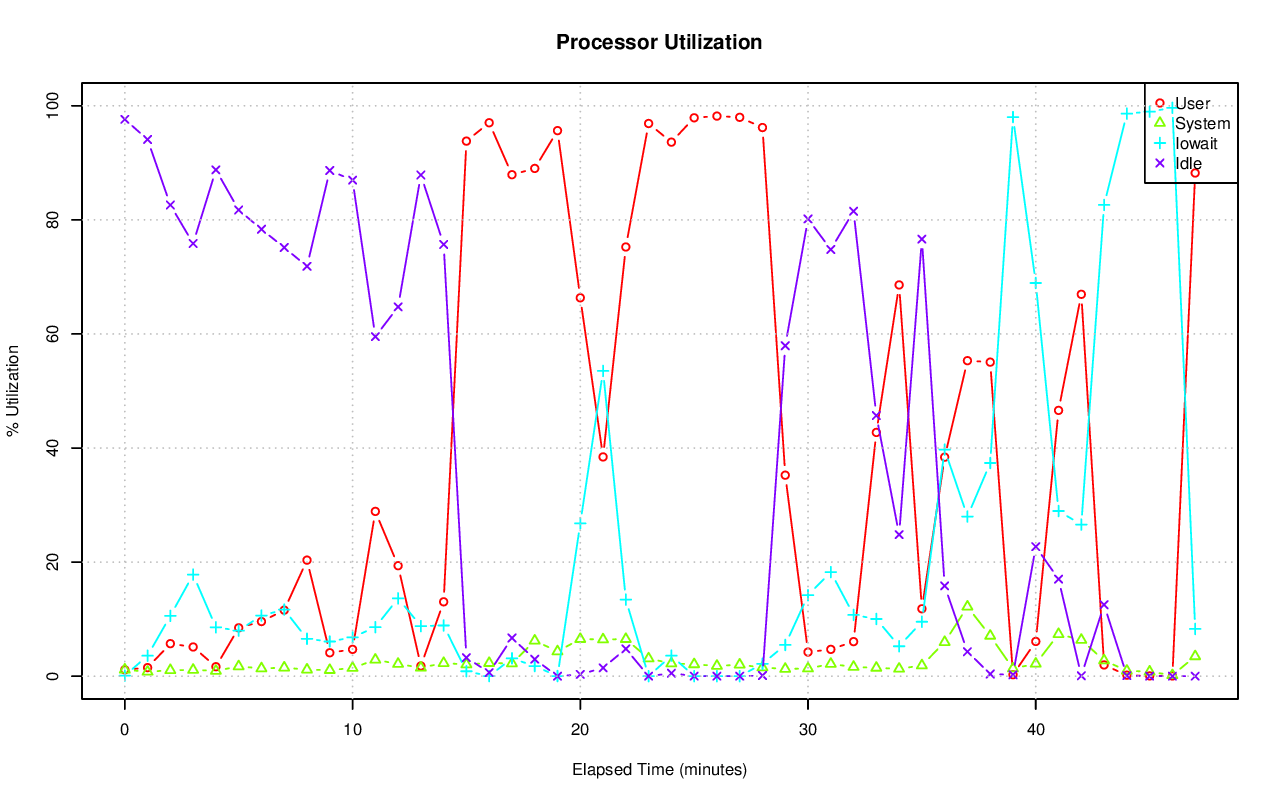 Processor Utilization
% Utilization
100
80
60
40
20
0
User
System
Iowait
Idle
0 10 20 30 40
Elapsed Time (minutes)